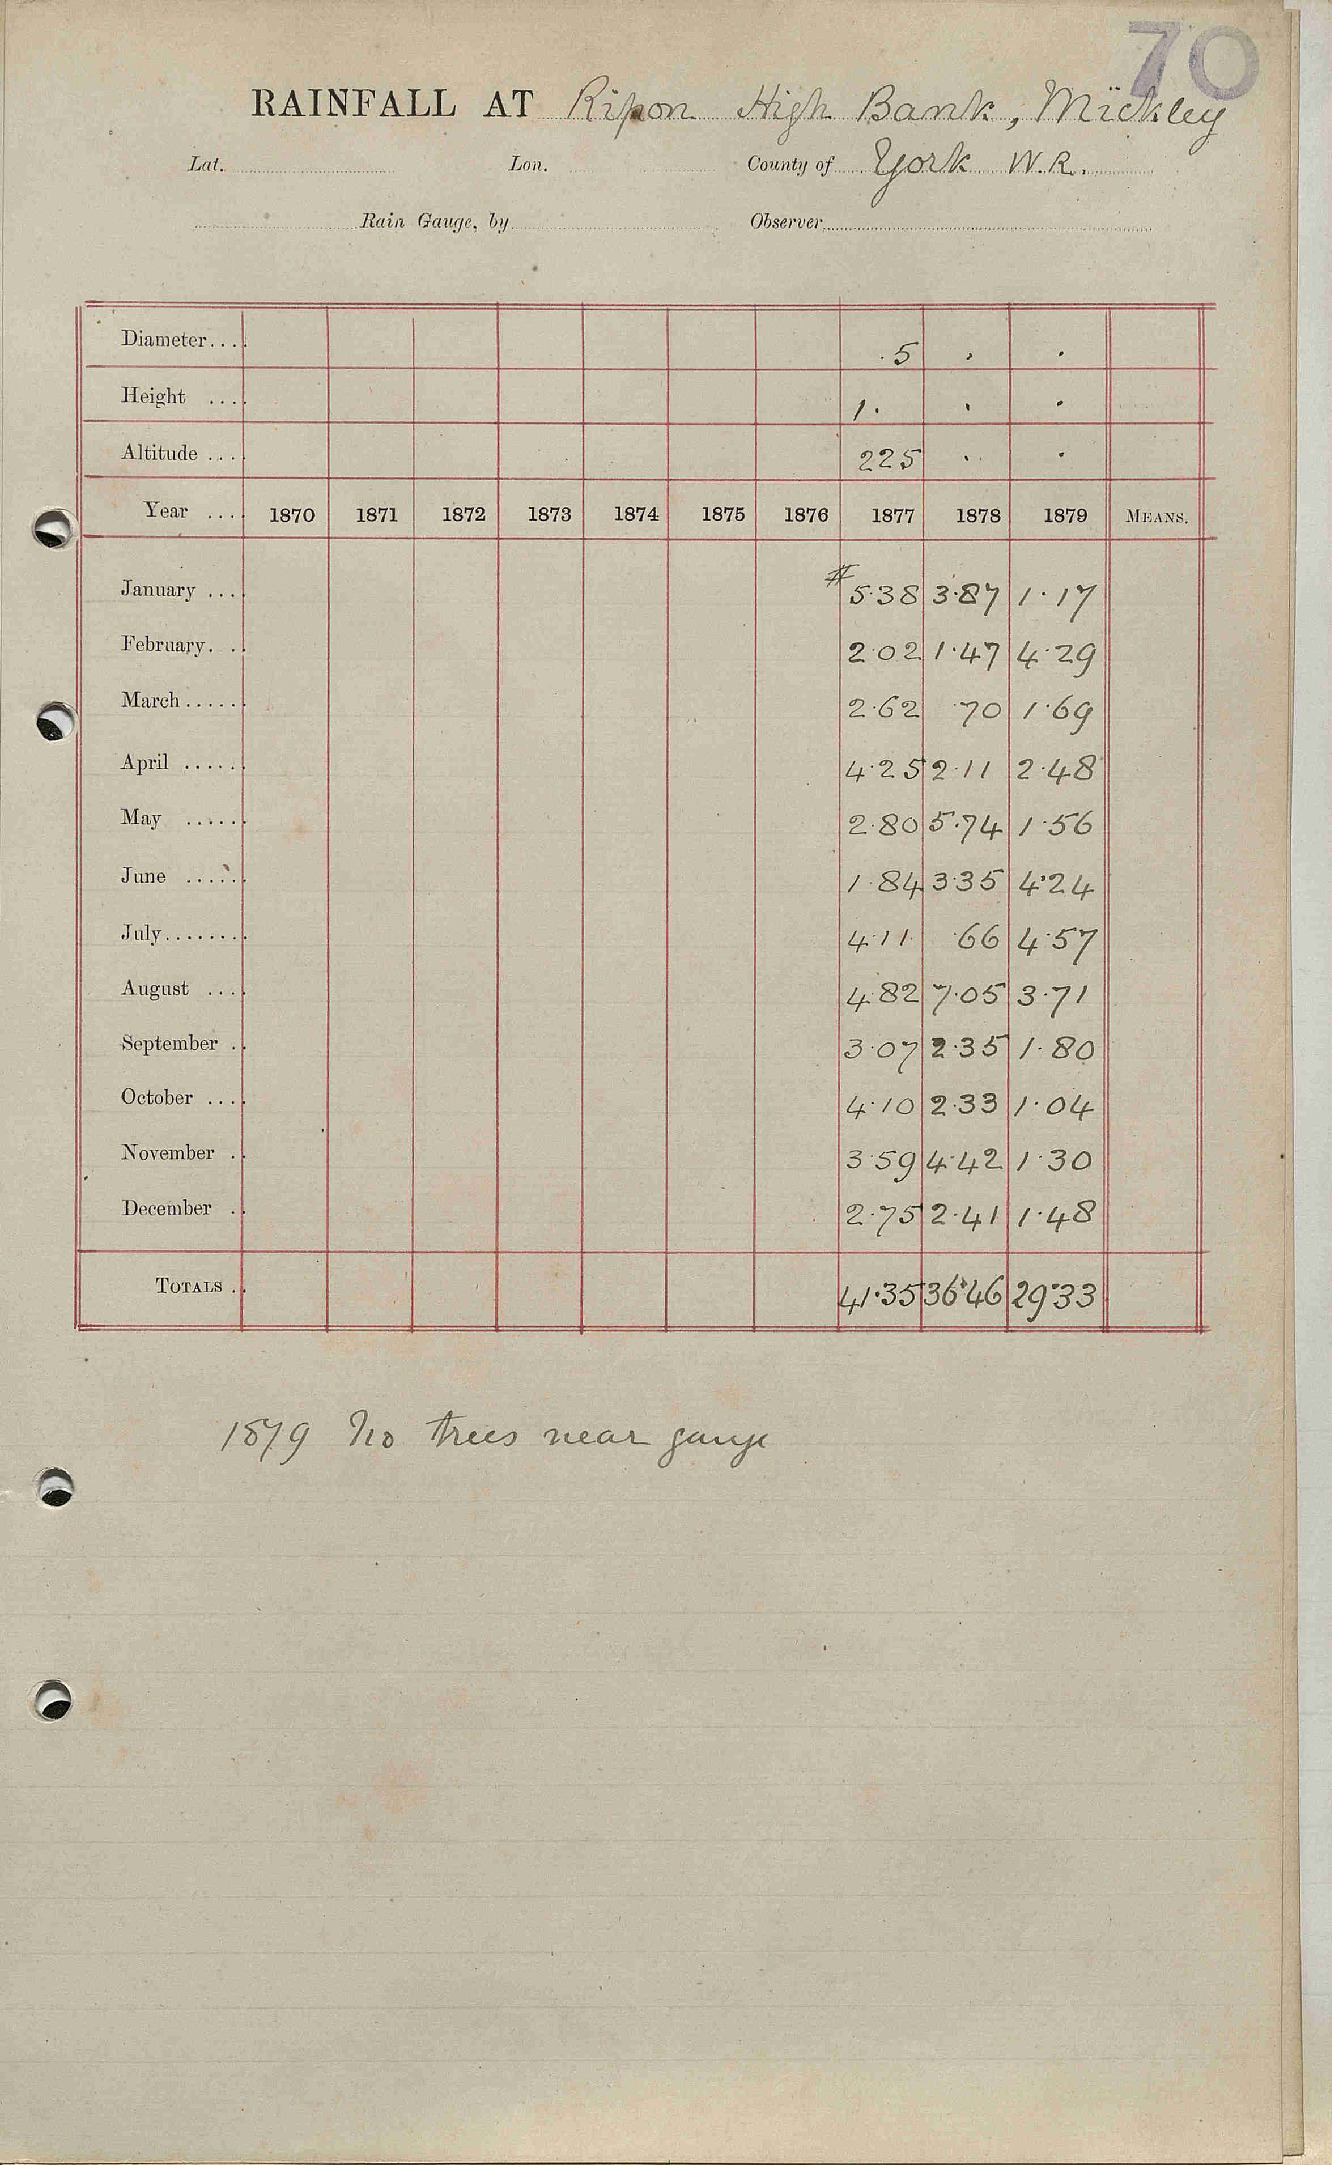 70
RAINFALL AT Ripon High Bank, Mickley
Lat. Lon. County of York W.R.
Rain Gauge, by Observer
Diameter.... 5 . .
Height .... 1. . .
Altitude .... 225 . .
Year .... 1870 1871 1872 1873 1874 1875 1876 1877 1878 1879 MEANS.
January .... # 5·38 3·87 1·17
February. .. 2·02 1·47 4·29
March...... 2·62 ·70 1·69
April ...... 4·25 2·11 2·48
May ...... 2·80 5·74 1·56
June ...... 1·84 3·35 4·24
July........ 4·11 ·66 4·57
August .... 4·82 7·05 3·71
September .. 3·07 2·35 1·80
October .... 4·10 2·33 1·04
November .. 3·59 4·42 1·30
December .. 2·75 2·41 1·48
TOTALS .. 41·35 36·46 29·33
1879 No trees near gauge